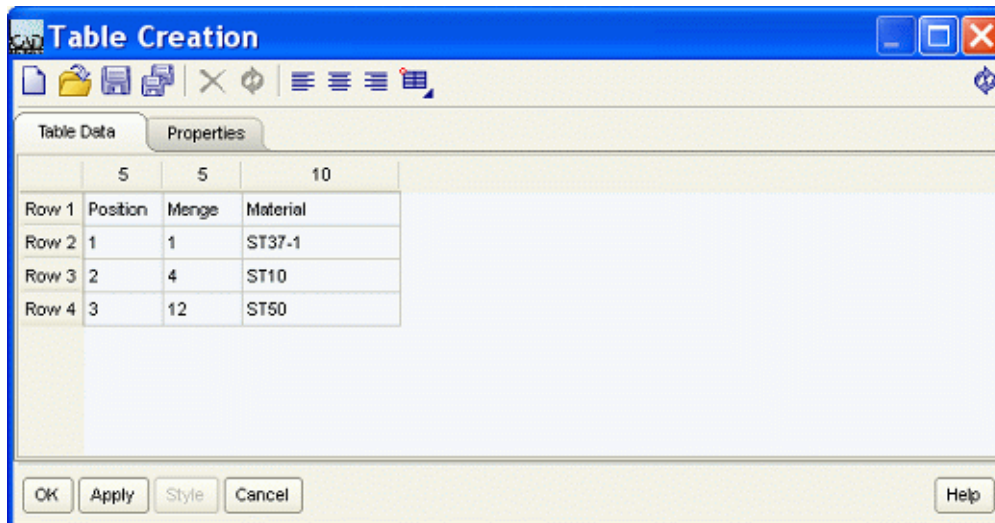 CAD Table Creation
Table Data Properties
5 5 10
Row 1 Position Menge Material
Row 2 1 1 ST37-1
Row 3 2 4 ST10
Row 4 3 12 ST50
OK Apply Style Cancel Help